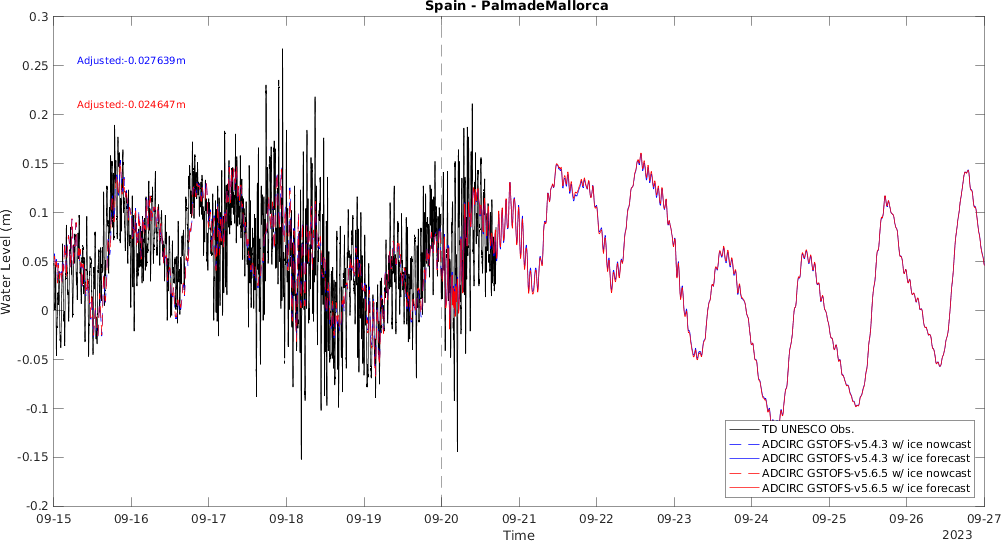 Spain - PalmadeMallorca
0.3
0.25
0.2
0.15
0.1
0.05
0
-0.05
-0.1
-0.15
-0.2
Water Level (m)
Adjusted:-0.027639m
Adjusted:-0.024647m
TD UNESCO Obs.
ADCIRC GSTOFS-v5.4.3 w/ ice nowcast
ADCIRC GSTOFS-v5.4.3 w/ ice forecast
ADCIRC GSTOFS-v5.6.5 w/ ice nowcast
ADCIRC GSTOFS-v5.6.5 w/ ice forecast
09-15 09-16 09-17 09-18 09-19 09-20 09-21 09-22 09-23 09-24 09-25 09-26 09-27
Time
2023